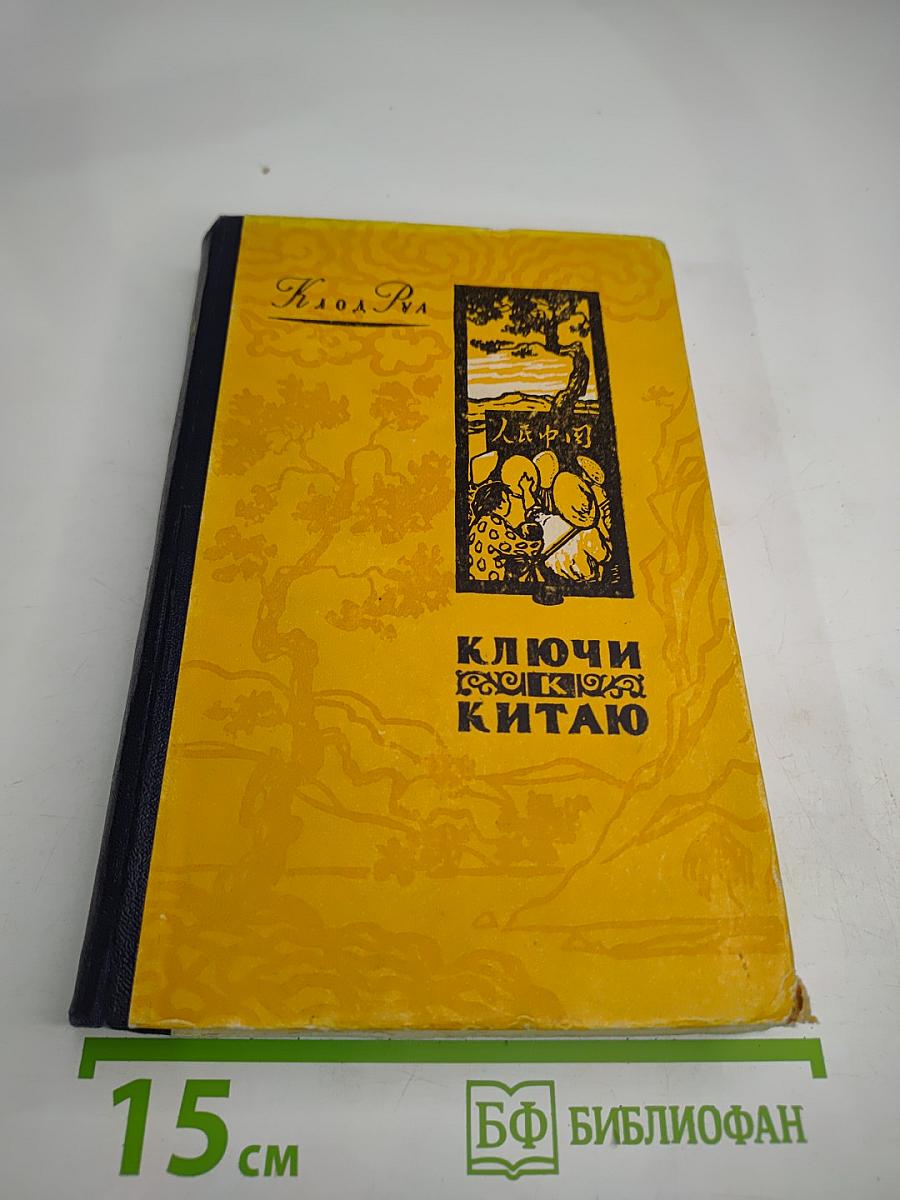 Клод Руа
人民中国
КЛЮЧИ
К
КИТАЮ
15 см
БФ БИБЛИОФАН